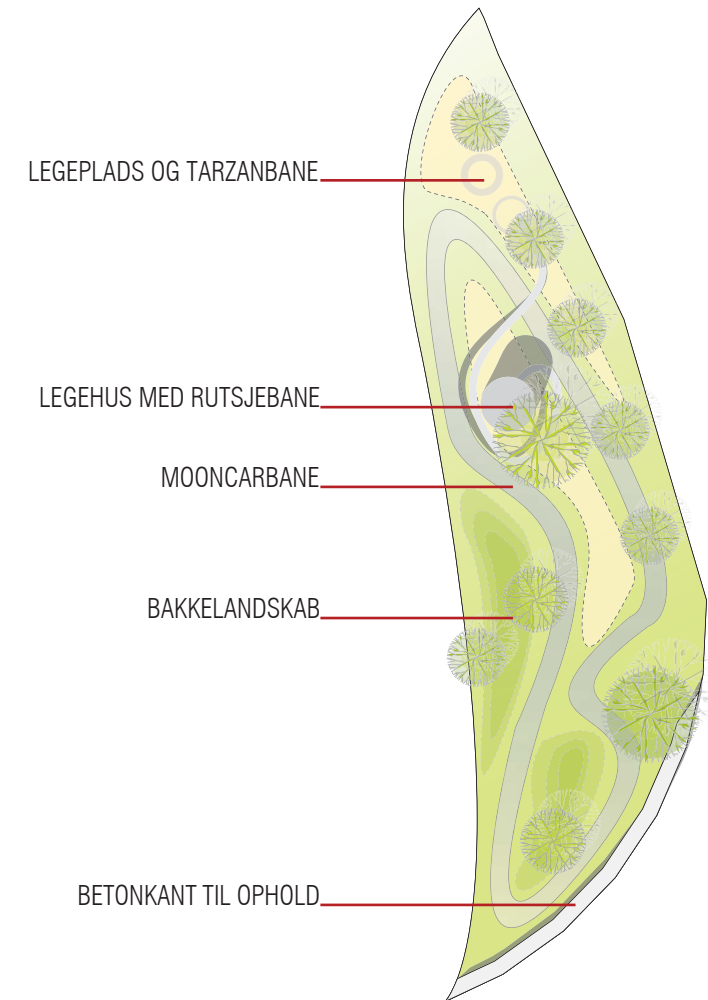 LEGEPLADS OG TARZANBANE
LEGEHUS MED RUTSJEBANE
MOONCARBANE
BAKKELANDSKAB
BETONKANT TIL OPHOLD